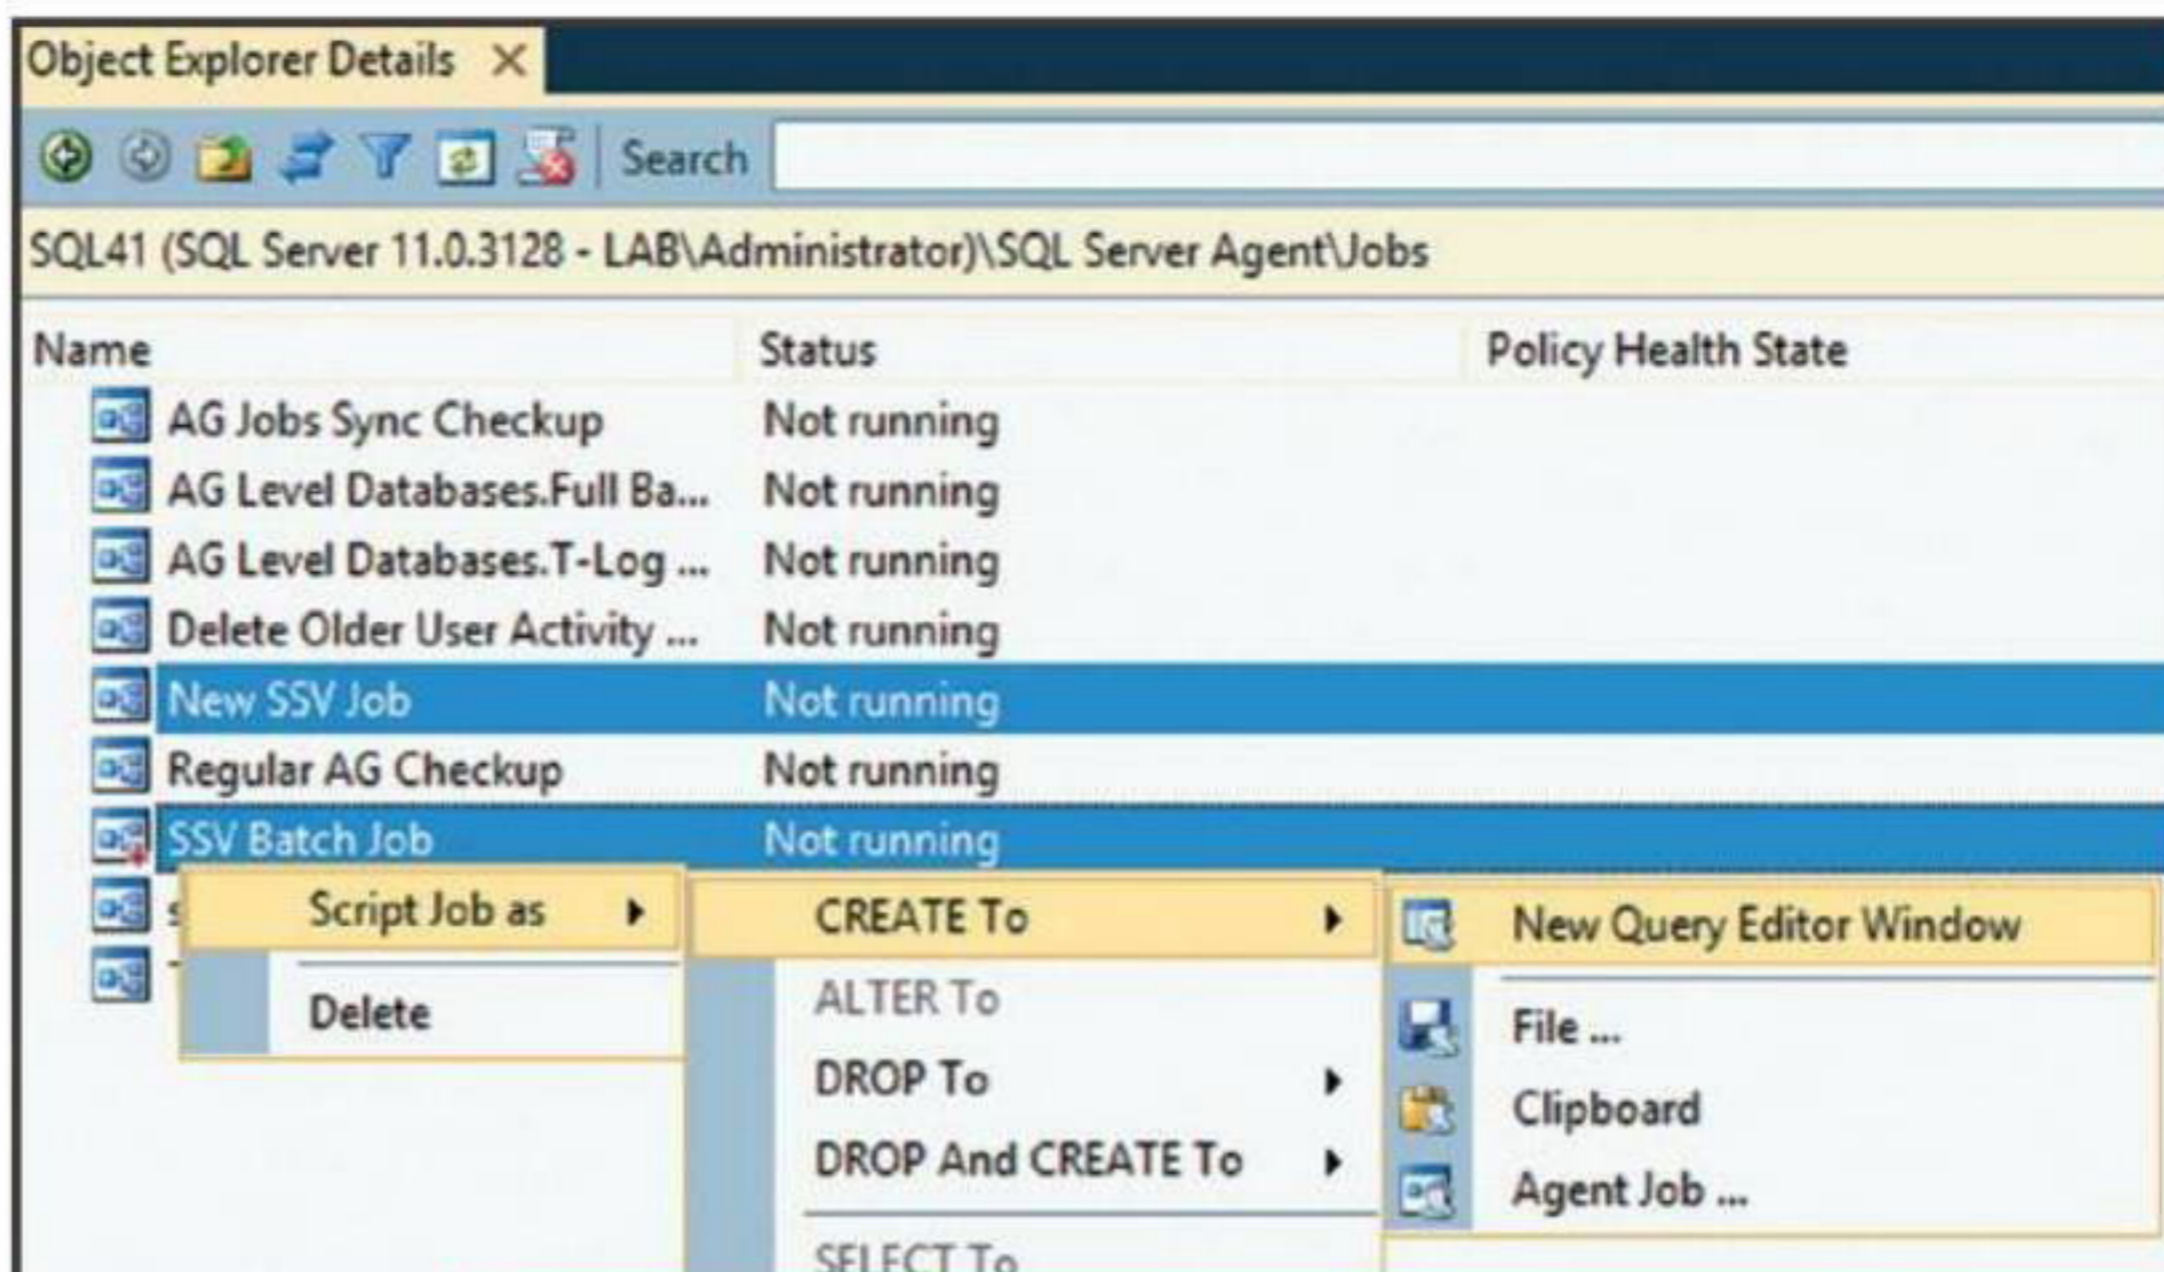 Object Explorer Details
Search
SQL41 (SQL Server 11.0.3128 - LAB\Administrator)\SQL Server Agent\Jobs
Name Status Policy Health State
AG Jobs Sync Checkup Not running
AG Level Databases.Full Ba... Not running
AG Level Databases.T-Log ... Not running
Delete Older User Activity ... Not running
New SSV Job Not running
Regular AG Checkup Not running
SSV Batch Job Not running
Script Job as CREATE To New Query Editor Window
Delete ALTER To File ...
DROP To Clipboard
DROP And CREATE To Agent Job ...
SELECT To